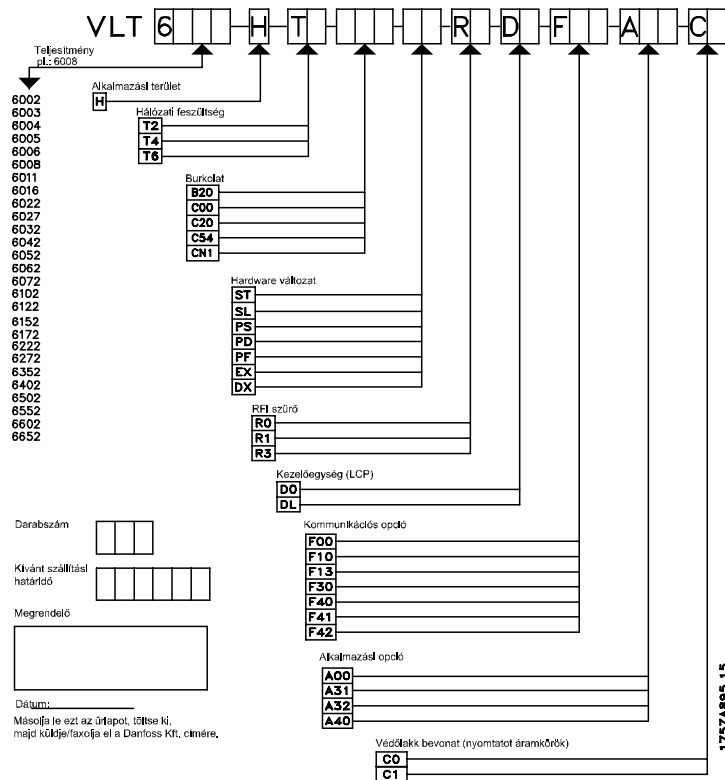 VLT 6 H T R D F A C
Teljesítmény
pl.: 6008
6002
6003
6004
6005
6006
6008
6011
6016
6022
6027
6032
6042
6052
6062
6072
6102
6122
6152
6172
6222
6272
6352
6402
6502
6552
6602
6652
Alkalmazási terület
H
Hálózati feszültség
T2
T4
T6
Burkolat
B20
C00
C20
C54
CN1
Hardware változat
ST
SL
PS
PD
PF
EX
DX
RFI szűrő
R0
R1
R3
Kezelőegység (LCP)
D0
DL
Kommunikációs opció
F00
F10
F13
F30
F40
F41
F42
Alkalmazási opció
A00
A31
A32
A40
Védőlakk bevonat (nyomtatot áramkörök)
C0
C1
Darabszám
Kívánt szállítási
határidő
Megrendelő
Dátum:
Másolja le ezt az űrlapot, töltse ki,
majd küldje/faxolja el a Danfoss Kft. címére.
175ZA895.15